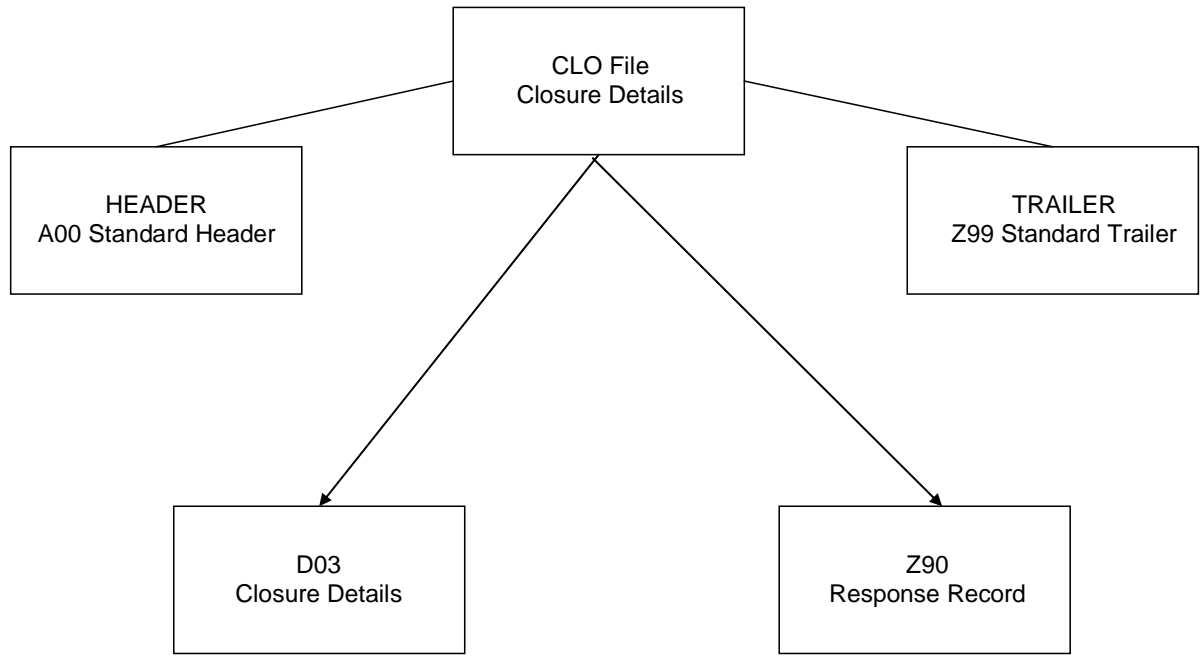 CLO File
Closure Details
HEADER
A00 Standard Header
TRAILER
Z99 Standard Trailer
D03
Closure Details
Z90
Response Record